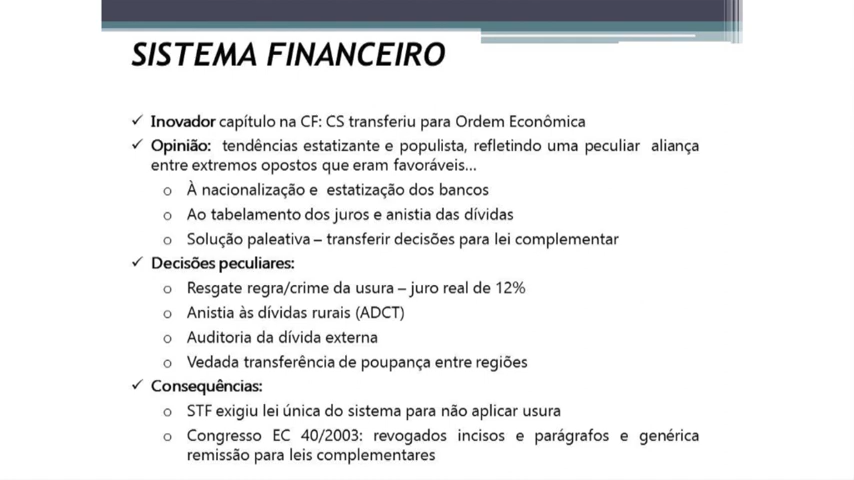 SISTEMA FINANCEIRO
✓ Inovador capítulo na CF: CS transferiu para Ordem Econômica
✓ Opinião: tendências estatizante e populista, refletindo uma peculiar aliança
entre extremos opostos que eram favoráveis...
o À nacionalização e estatização dos bancos
o Ao tabelamento dos juros e anistia das dívidas
o Solução paleativa – transferir decisões para lei complementar
✓ Decisões peculiares:
o Resgate regra/crime da usura – juro real de 12%
o Anistia às dívidas rurais (ADCT)
o Auditoria da dívida externa
o Vedada transferência de poupança entre regiões
✓ Consequências:
o STF exigiu lei única do sistema para não aplicar usura
o Congresso EC 40/2003: revogados incisos e parágrafos e genérica
remissão para leis complementares